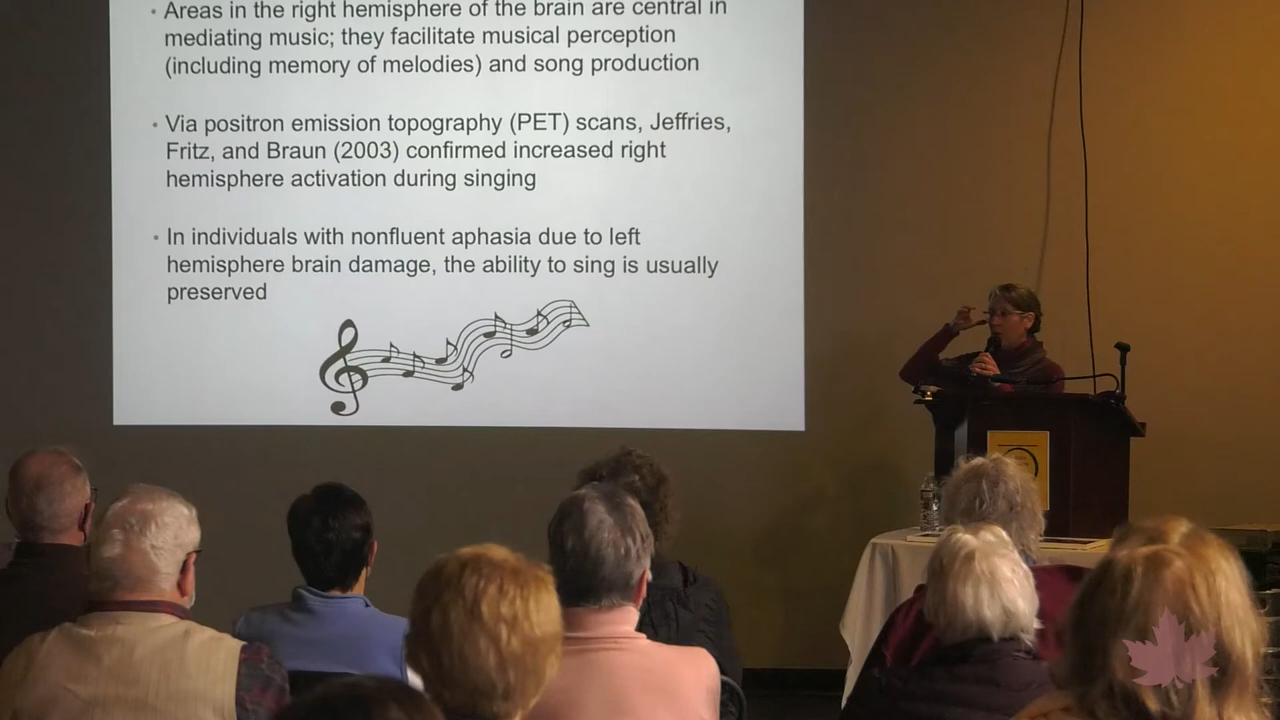 • Areas in the right hemisphere of the brain are central in
mediating music; they facilitate musical perception
(including memory of melodies) and song production
• Via positron emission topography (PET) scans, Jeffries,
Fritz, and Braun (2003) confirmed increased right
hemisphere activation during singing
• In individuals with nonfluent aphasia due to left
hemisphere brain damage, the ability to sing is usually
preserved